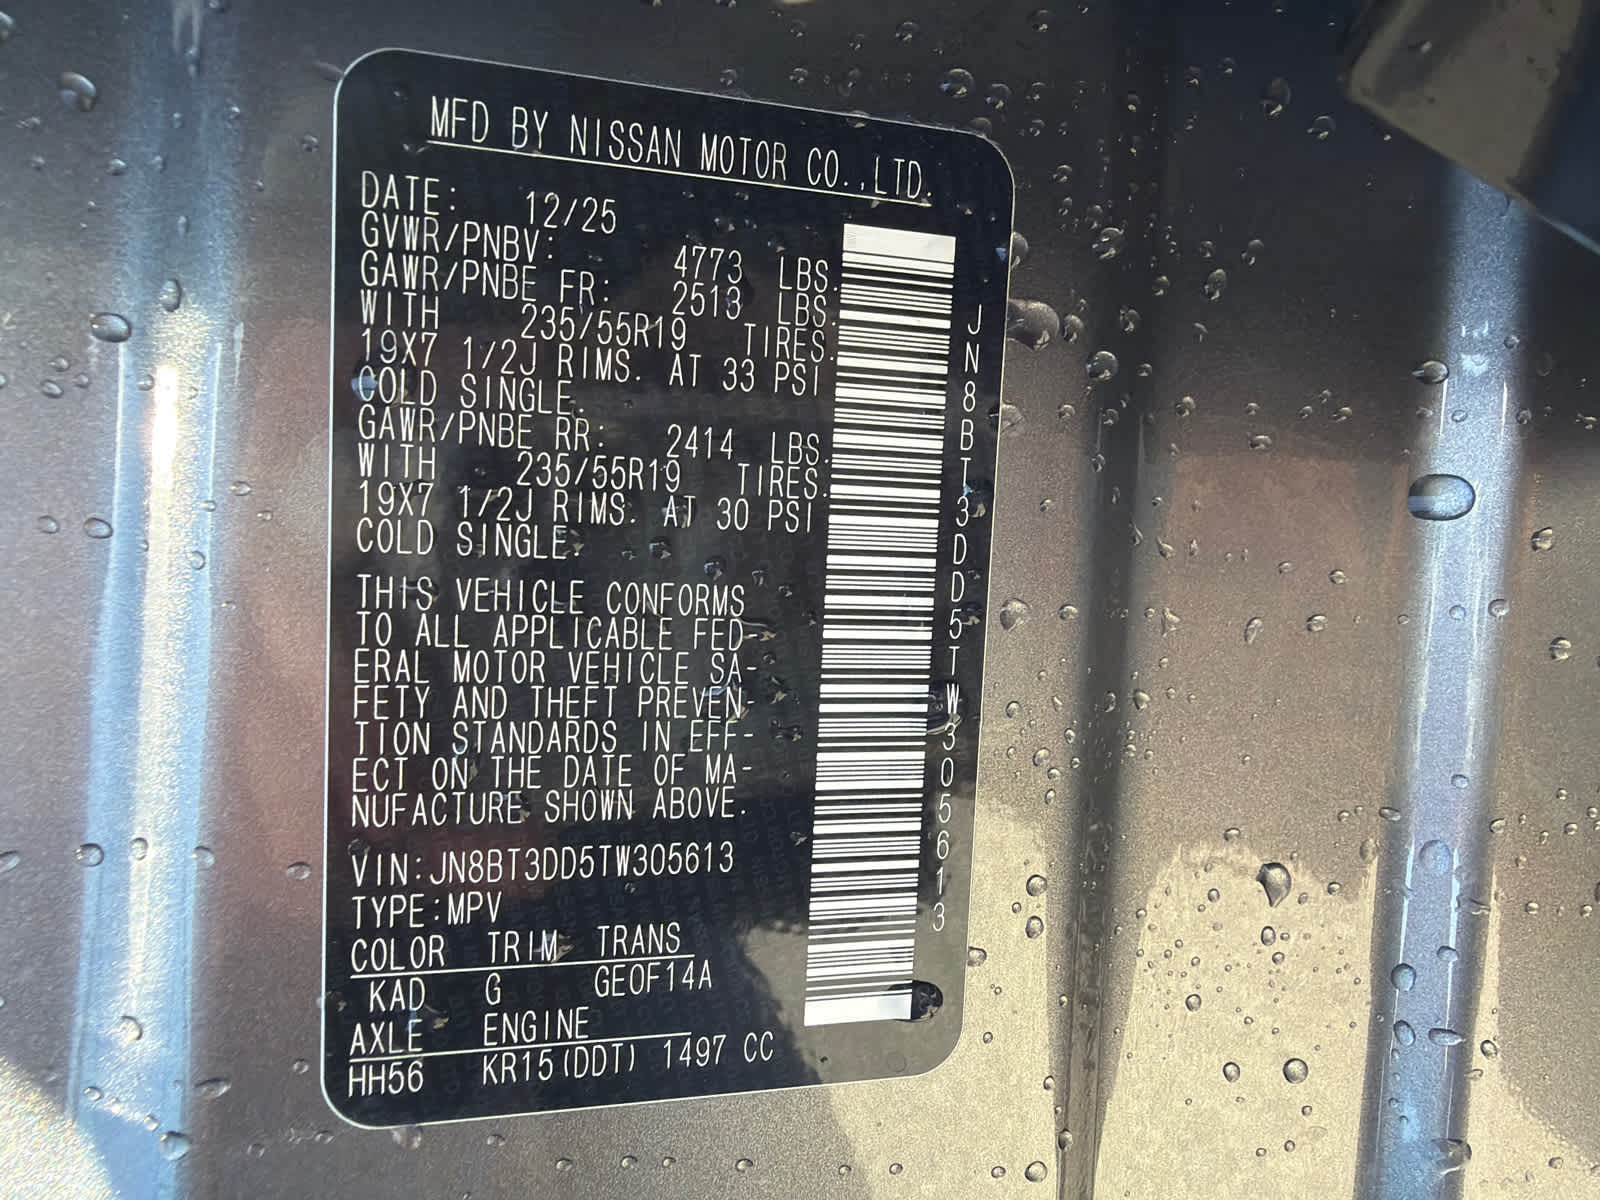 MFD BY NISSAN MOTOR CO.,LTD.
DATE: 12/25
GVWR/PNBV: 4773 LBS.
GAWR/PNBE FR: 2513 LBS.
WITH 235/55R19 TIRES.
19X7 1/2J RIMS. AT 33 PSI
COLD SINGLE.
GAWR/PNBE RR: 2414 LBS.
WITH 235/55R19 TIRES.
19X7 1/2J RIMS. AT 30 PSI
COLD SINGLE.
THIS VEHICLE CONFORMS
TO ALL APPLICABLE FED-
ERAL MOTOR VEHICLE SA-
FETY AND THEFT PREVEN-
TION STANDARDS IN EFF-
ECT ON THE DATE OF MA-
NUFACTURE SHOWN ABOVE.
VIN:JN8BT3DD5TW305613
TYPE:MPV
COLOR TRIM TRANS
KAD G GE0F14A
AXLE ENGINE
HH56 KR15(DDT) 1497 CC
JN8BT3DD5TW305613